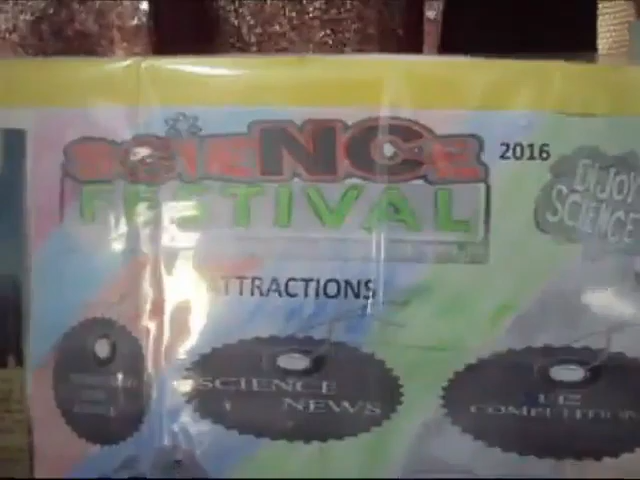 SCIENCE 2016
FESTIVAL
ENJOY
SCIENCE
ATTRACTIONS
SCIENCE
NEWS
COMPETITION